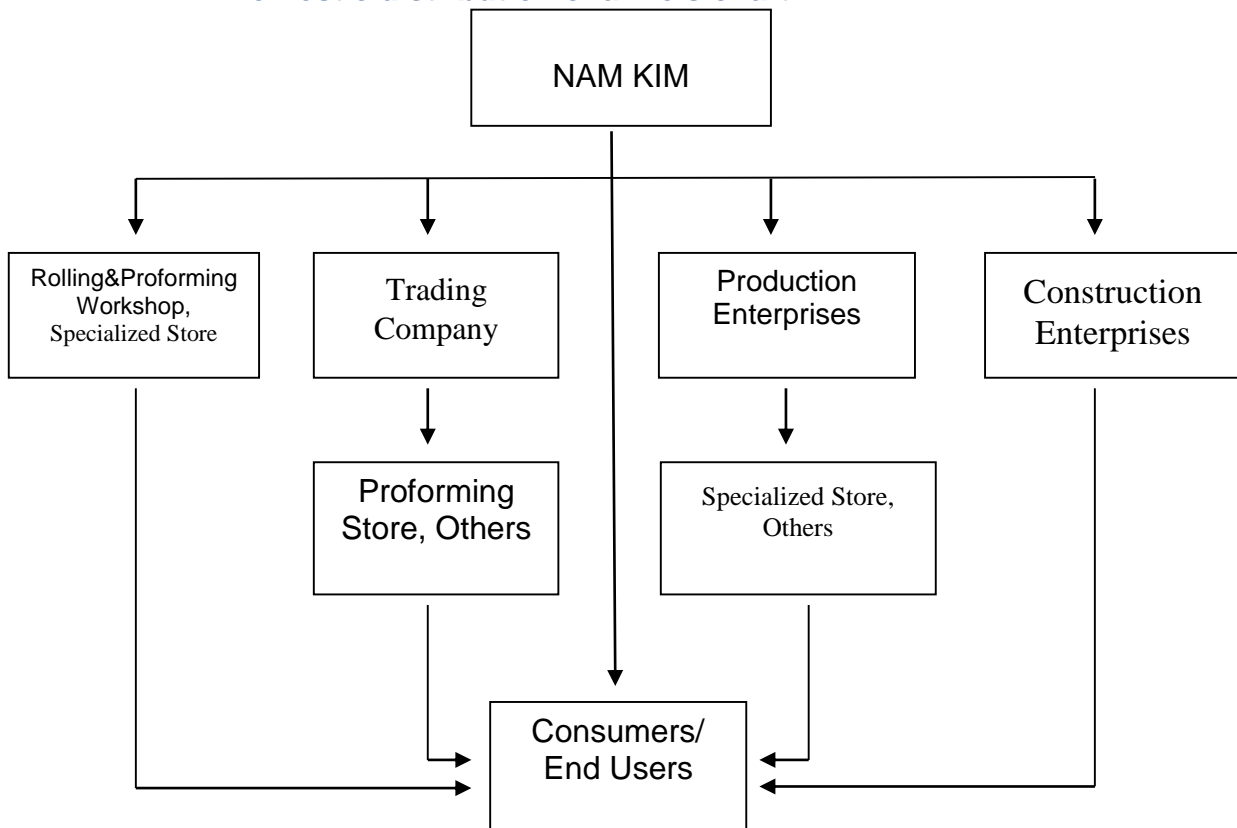 NAM KIM
Rolling&Proforming
Workshop,
Specialized Store
Trading
Company
Production
Enterprises
Construction
Enterprises
Proforming
Store, Others
Specialized Store,
Others
Consumers/
End Users